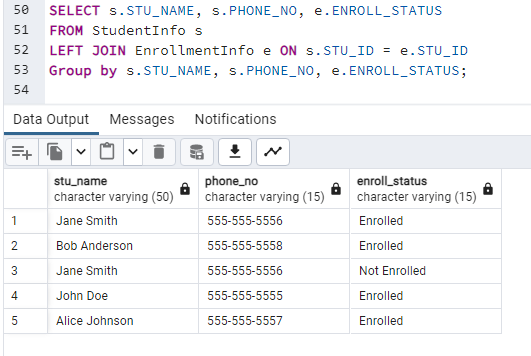 50 SELECT s.STU_NAME, s.PHONE_NO, e.ENROLL_STATUS
51 FROM StudentInfo s
52 LEFT JOIN EnrollmentInfo e ON s.STU_ID = e.STU_ID
53 Group by s.STU_NAME, s.PHONE_NO, e.ENROLL_STATUS;
54
Data Output Messages Notifications
stu_name phone_no enroll_status
character varying (50) character varying (15) character varying (15)
1 Jane Smith 555-555-5556 Enrolled
2 Bob Anderson 555-555-5558 Enrolled
3 Jane Smith 555-555-5556 Not Enrolled
4 John Doe 555-555-5555 Enrolled
5 Alice Johnson 555-555-5557 Enrolled